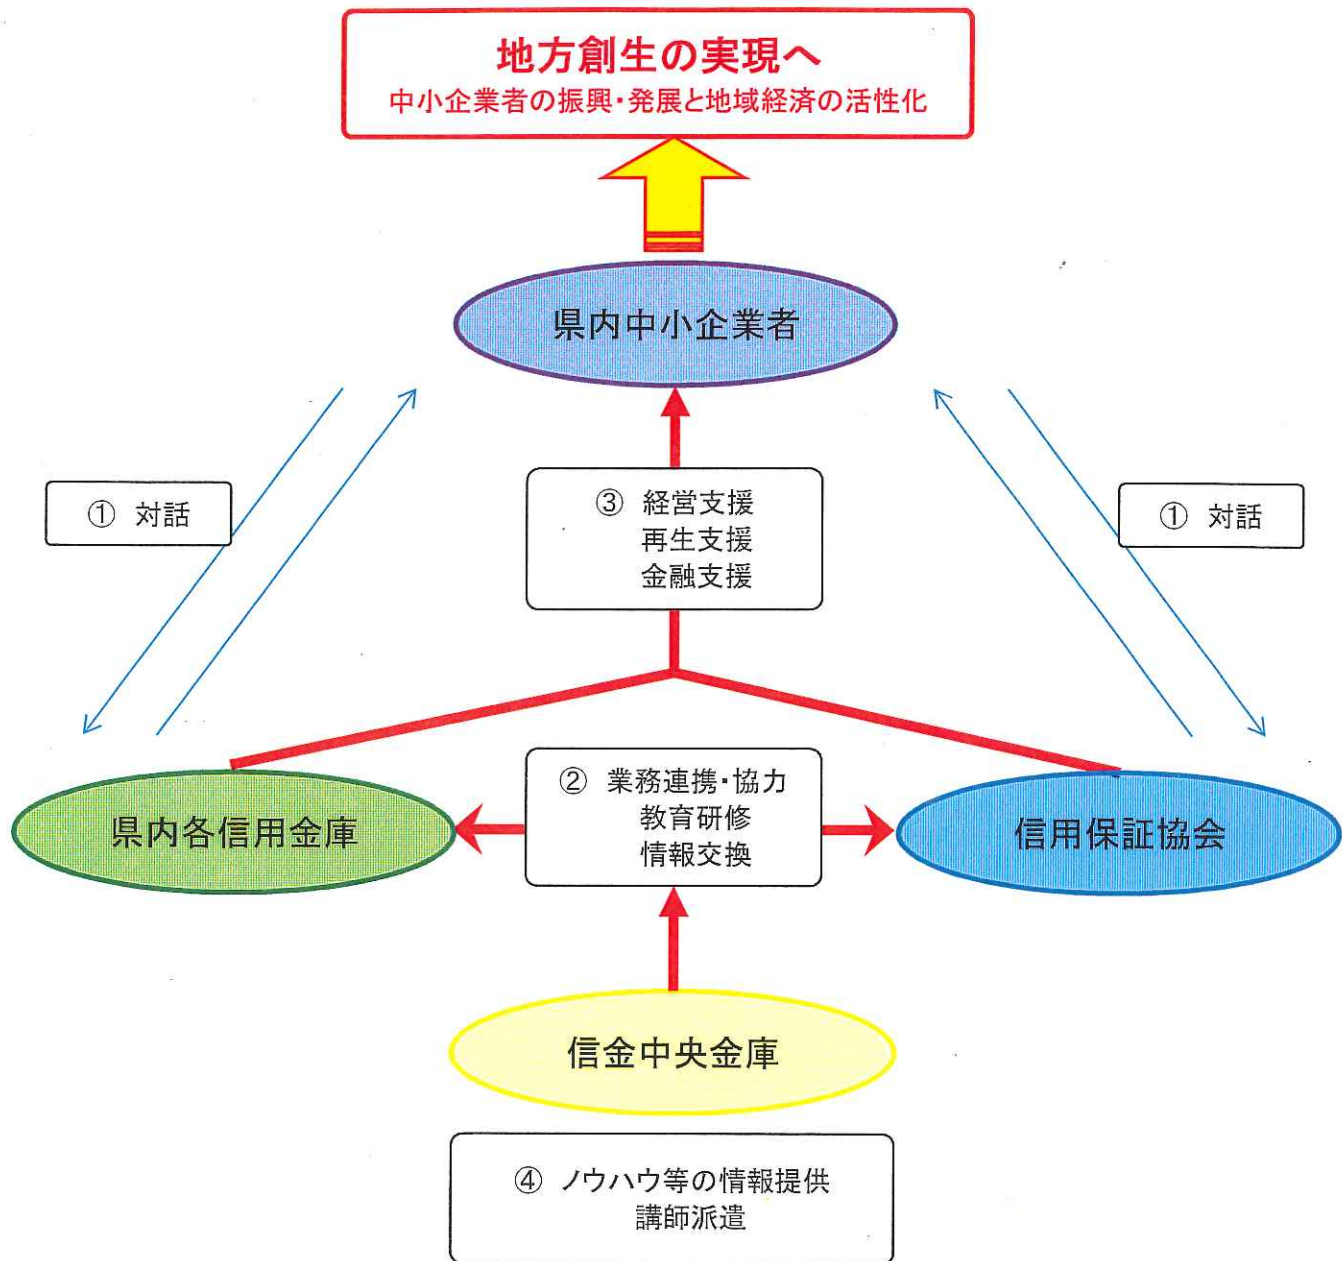 地方創生の実現へ
中小企業者の振興・発展と地域経済の活性化
県内中小企業者
① 対話
③ 経営支援
再生支援
金融支援
① 対話
県内各信用金庫
② 業務連携・協力
教育研修
情報交換
信用保証協会
信金中央金庫
④ ノウハウ等の情報提供
講師派遣